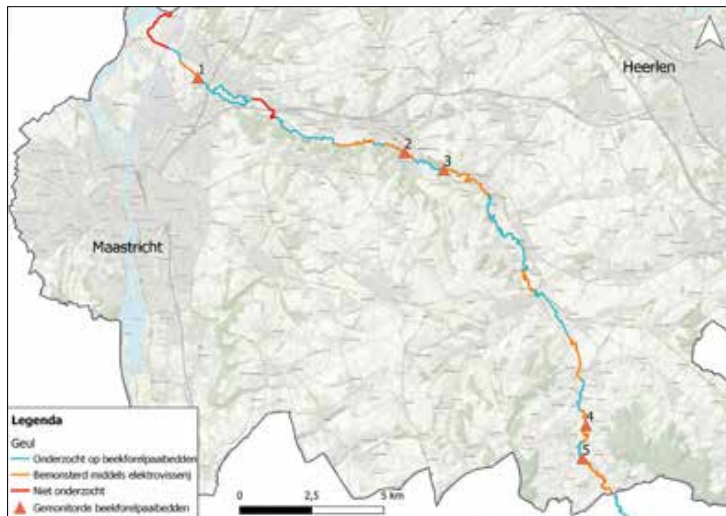 Heerlen
1
2
3
Maastricht
4
5
Legenda
Geul
Onderzocht op beekforelpaaibedden
Bemonsterd middels elektrovisserij
Niet onderzocht
Gemonitorde beekforelpaaibedden
0 2,5 5 km